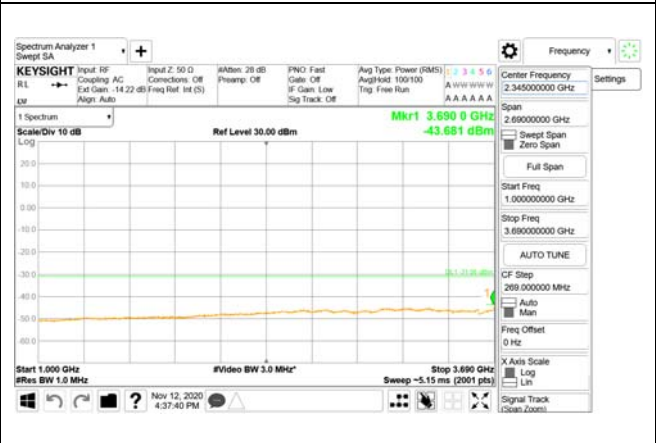 Spectrum Analyzer 1
Swept SA
+
Frequency
KEYSIGHT
RL
Input: RF
Coupling: AC
Ext Gain: -14.22 dB
Align: Auto
Input Z: 50 Ω
Corrections: Off
Freq Ref: Int (S)
#Atten: 28 dB
Preamp: Off
PNO: Fast
Gate: Off
IF Gain: Low
Sig Track: Off
Avg Type: Power (RMS)
Avg|Hold: 100/100
Trig: Free Run
1 2 3 4 5 6
A W W W W W
A A A A A A
Center Frequency
2.345000000 GHz
Settings
1 Spectrum
Mkr1 3.690 0 GHz
-43.681 dBm
Scale/Div 10 dB
Ref Level 30.00 dBm
Log
20.0
10.0
0.00
-10.0
-20.0
-30.0
-40.0
-50.0
-60.0
1
Start 1.000 GHz
#Video BW 3.0 MHz*
Stop 3.690 GHz
#Res BW 1.0 MHz
Sweep ~5.15 ms (2001 pts)
Span
2.69000000 GHz
Swept Span
Zero Span
Full Span
Start Freq
1.000000000 GHz
Stop Freq
3.690000000 GHz
AUTO TUNE
CF Step
269.000000 MHz
Auto
Man
Freq Offset
0 Hz
X Axis Scale
Log
Lin
Signal Track
(Span Zoom)
?
Nov 12, 2020
4:37:40 PM